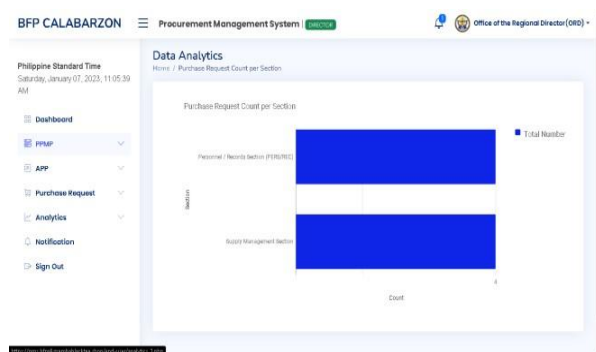 BFP CALABARZON
Procurement Management System | DIRECTOR
Office of the Regional Director (ORD)
Philippine Standard Time
Saturday, January 07, 2023, 11:05:39
AM
Dashboard
PPMP
APP
Purchase Request
Analytics
Notification
Sign Out
Data Analytics
Home / Purchase Request Count per Section
Purchase Request Count per Section
Total Number
Personnel / Records Section (PERS/REC)
Section
Supply Management Section
4
Count